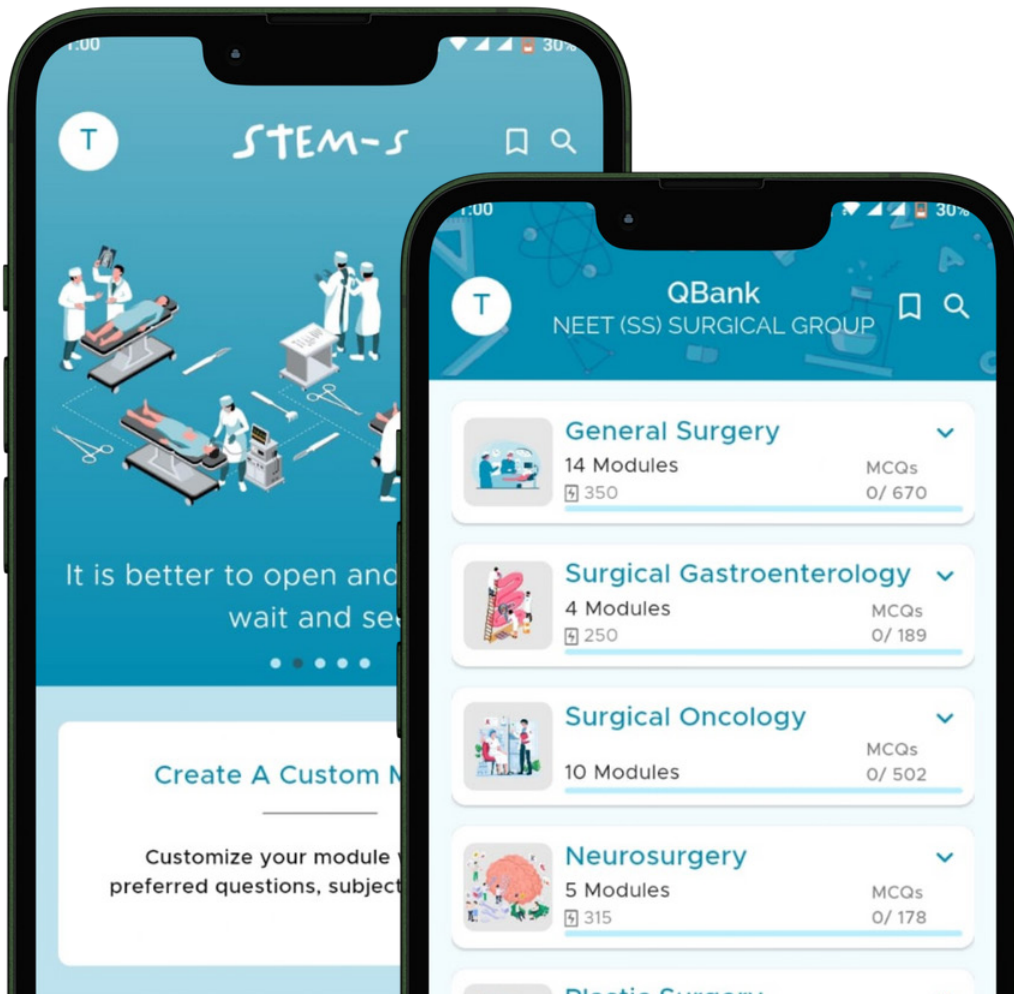 1:00
30%
T
STEM-S
It is better to open and
wait and see
Create A Custom
Customize your module
preferred questions, subject
1:00
30%
T
QBank
NEET (SS) SURGICAL GROUP
General Surgery
14 Modules
MCQs
350
0/ 670
Surgical Gastroenterology
4 Modules
MCQs
250
0/ 189
Surgical Oncology
MCQs
10 Modules
0/ 502
Neurosurgery
5 Modules
MCQs
315
0/ 178
Plastic Surgery